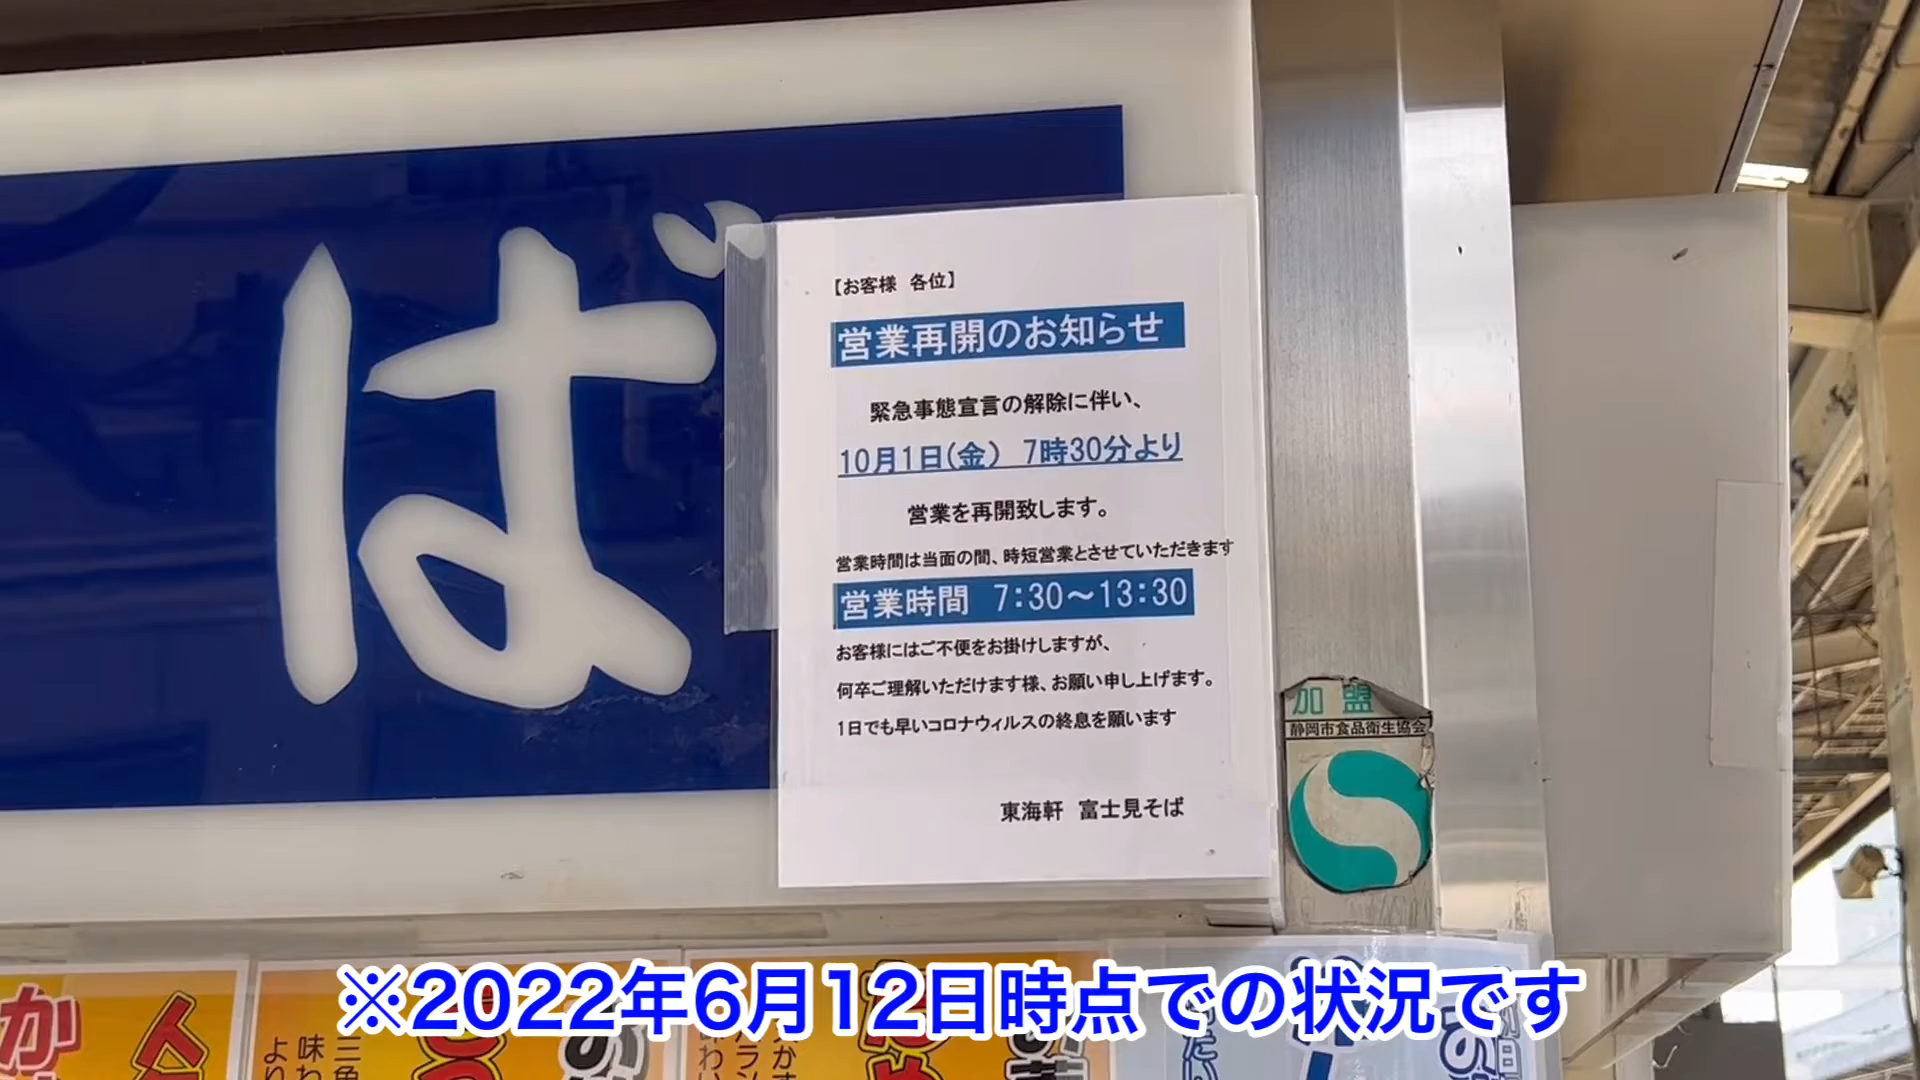 ば
【お客様 各位】
営業再開のお知らせ
緊急事態宣言の解除に伴い、
10月1日(金) 7時30分より
営業を再開致します。
営業時間は当面の間、時短営業とさせていただきます
営業時間 7:30～13:30
お客様にはご不便をお掛けしますが、
何卒ご理解いただけます様、お願い申し上げます。
1日でも早いコロナウィルスの終息を願います
東海軒 富士見そば
加盟
静岡市食品衛生協会
※2022年6月12日時点での状況です
か
三色
味わ
より